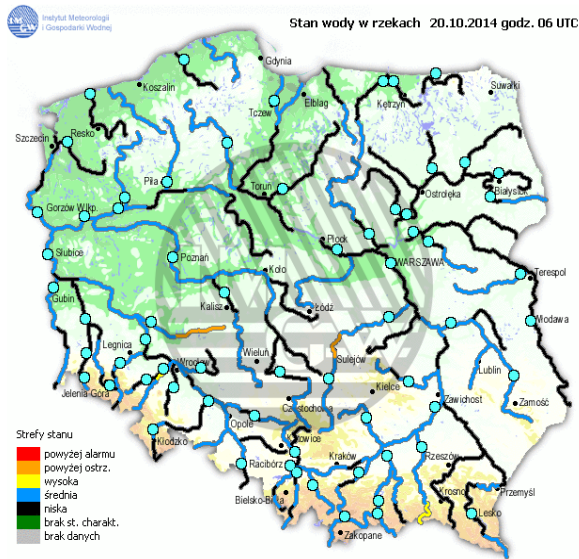 Instytut Meteorologii
i Gospodarki Wodnej
Stan wody w rzekach 20.10.2014 godz. 06 UTC
Gdynia
Koszalin
Suwałki
Elbląg
Kętrzyn
Tczew
Resko
Szczecin
Piła
Toruń
Ostrołęka
Białystok
Gorzów Wlkp.
Płock
Słubice
Poznań
Koło
WARSZAWA
Terespol
Gubin
Kalisz
Łódź
Włodawa
Legnica
Wrocław
Wieluń
Sulejów
Lublin
Jelenia-Góra
Kielce
Zawichost
Zamość
Częstochowa
Opole
Kłodzko
Katowice
Strefy stanu
Racibórz
Kraków
Rzeszów
powyżej alarmu
powyżej ostrz.
Bielsko-Biała
Krosno
Przemyśl
wysoka
średnia
Lesko
niska
brak st. charakt.
Zakopane
brak danych